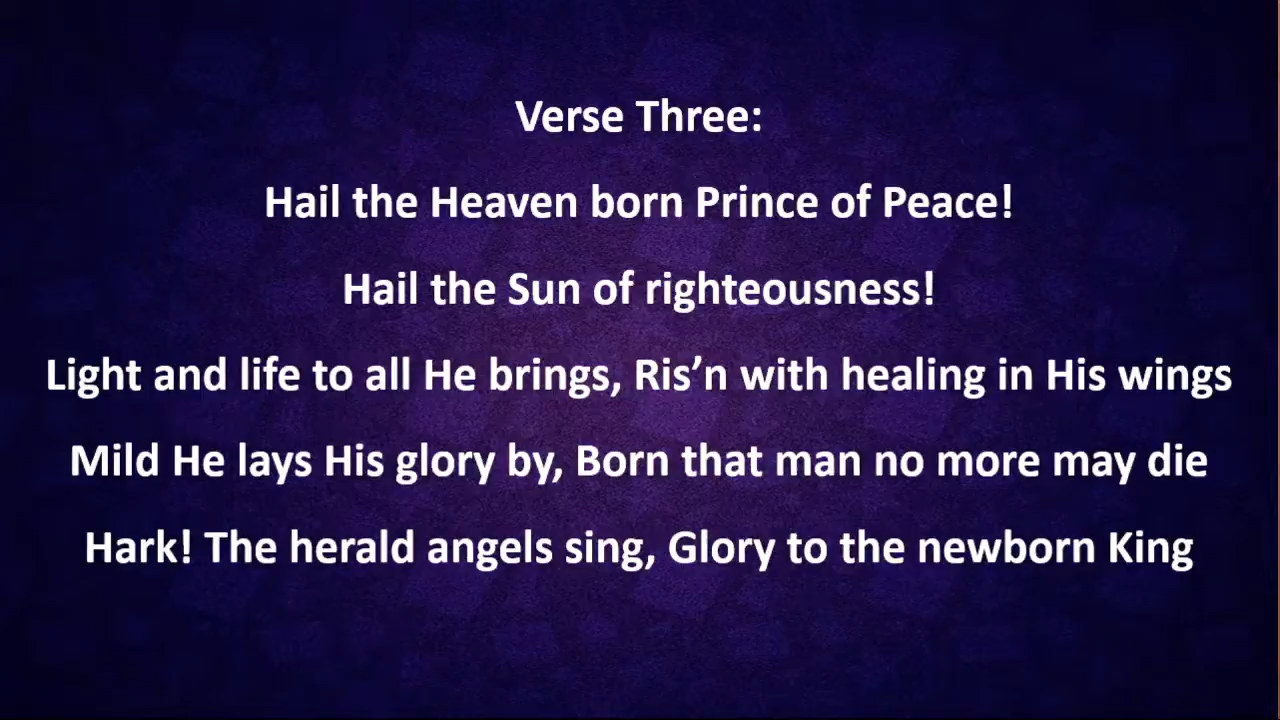 Verse Three:
Hail the Heaven born Prince of Peace!
Hail the Sun of righteousness!
Light and life to all He brings, Ris’n with healing in His wings
Mild He lays His glory by, Born that man no more may die
Hark! The herald angels sing, Glory to the newborn King